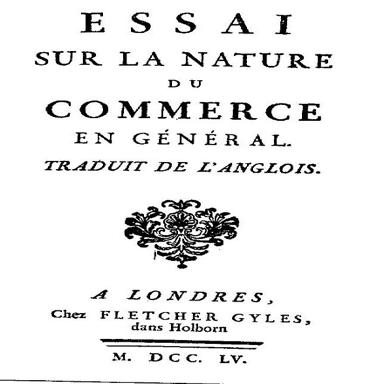 ESSAI
SUR LA NATURE
DU
COMMERCE
EN GÉNÉRAL.
TRADUIT DE L'ANGLOIS.
A LONDRES,
Chez FLETCHER GYLES,
dans Holborn
M. DCC. LV.